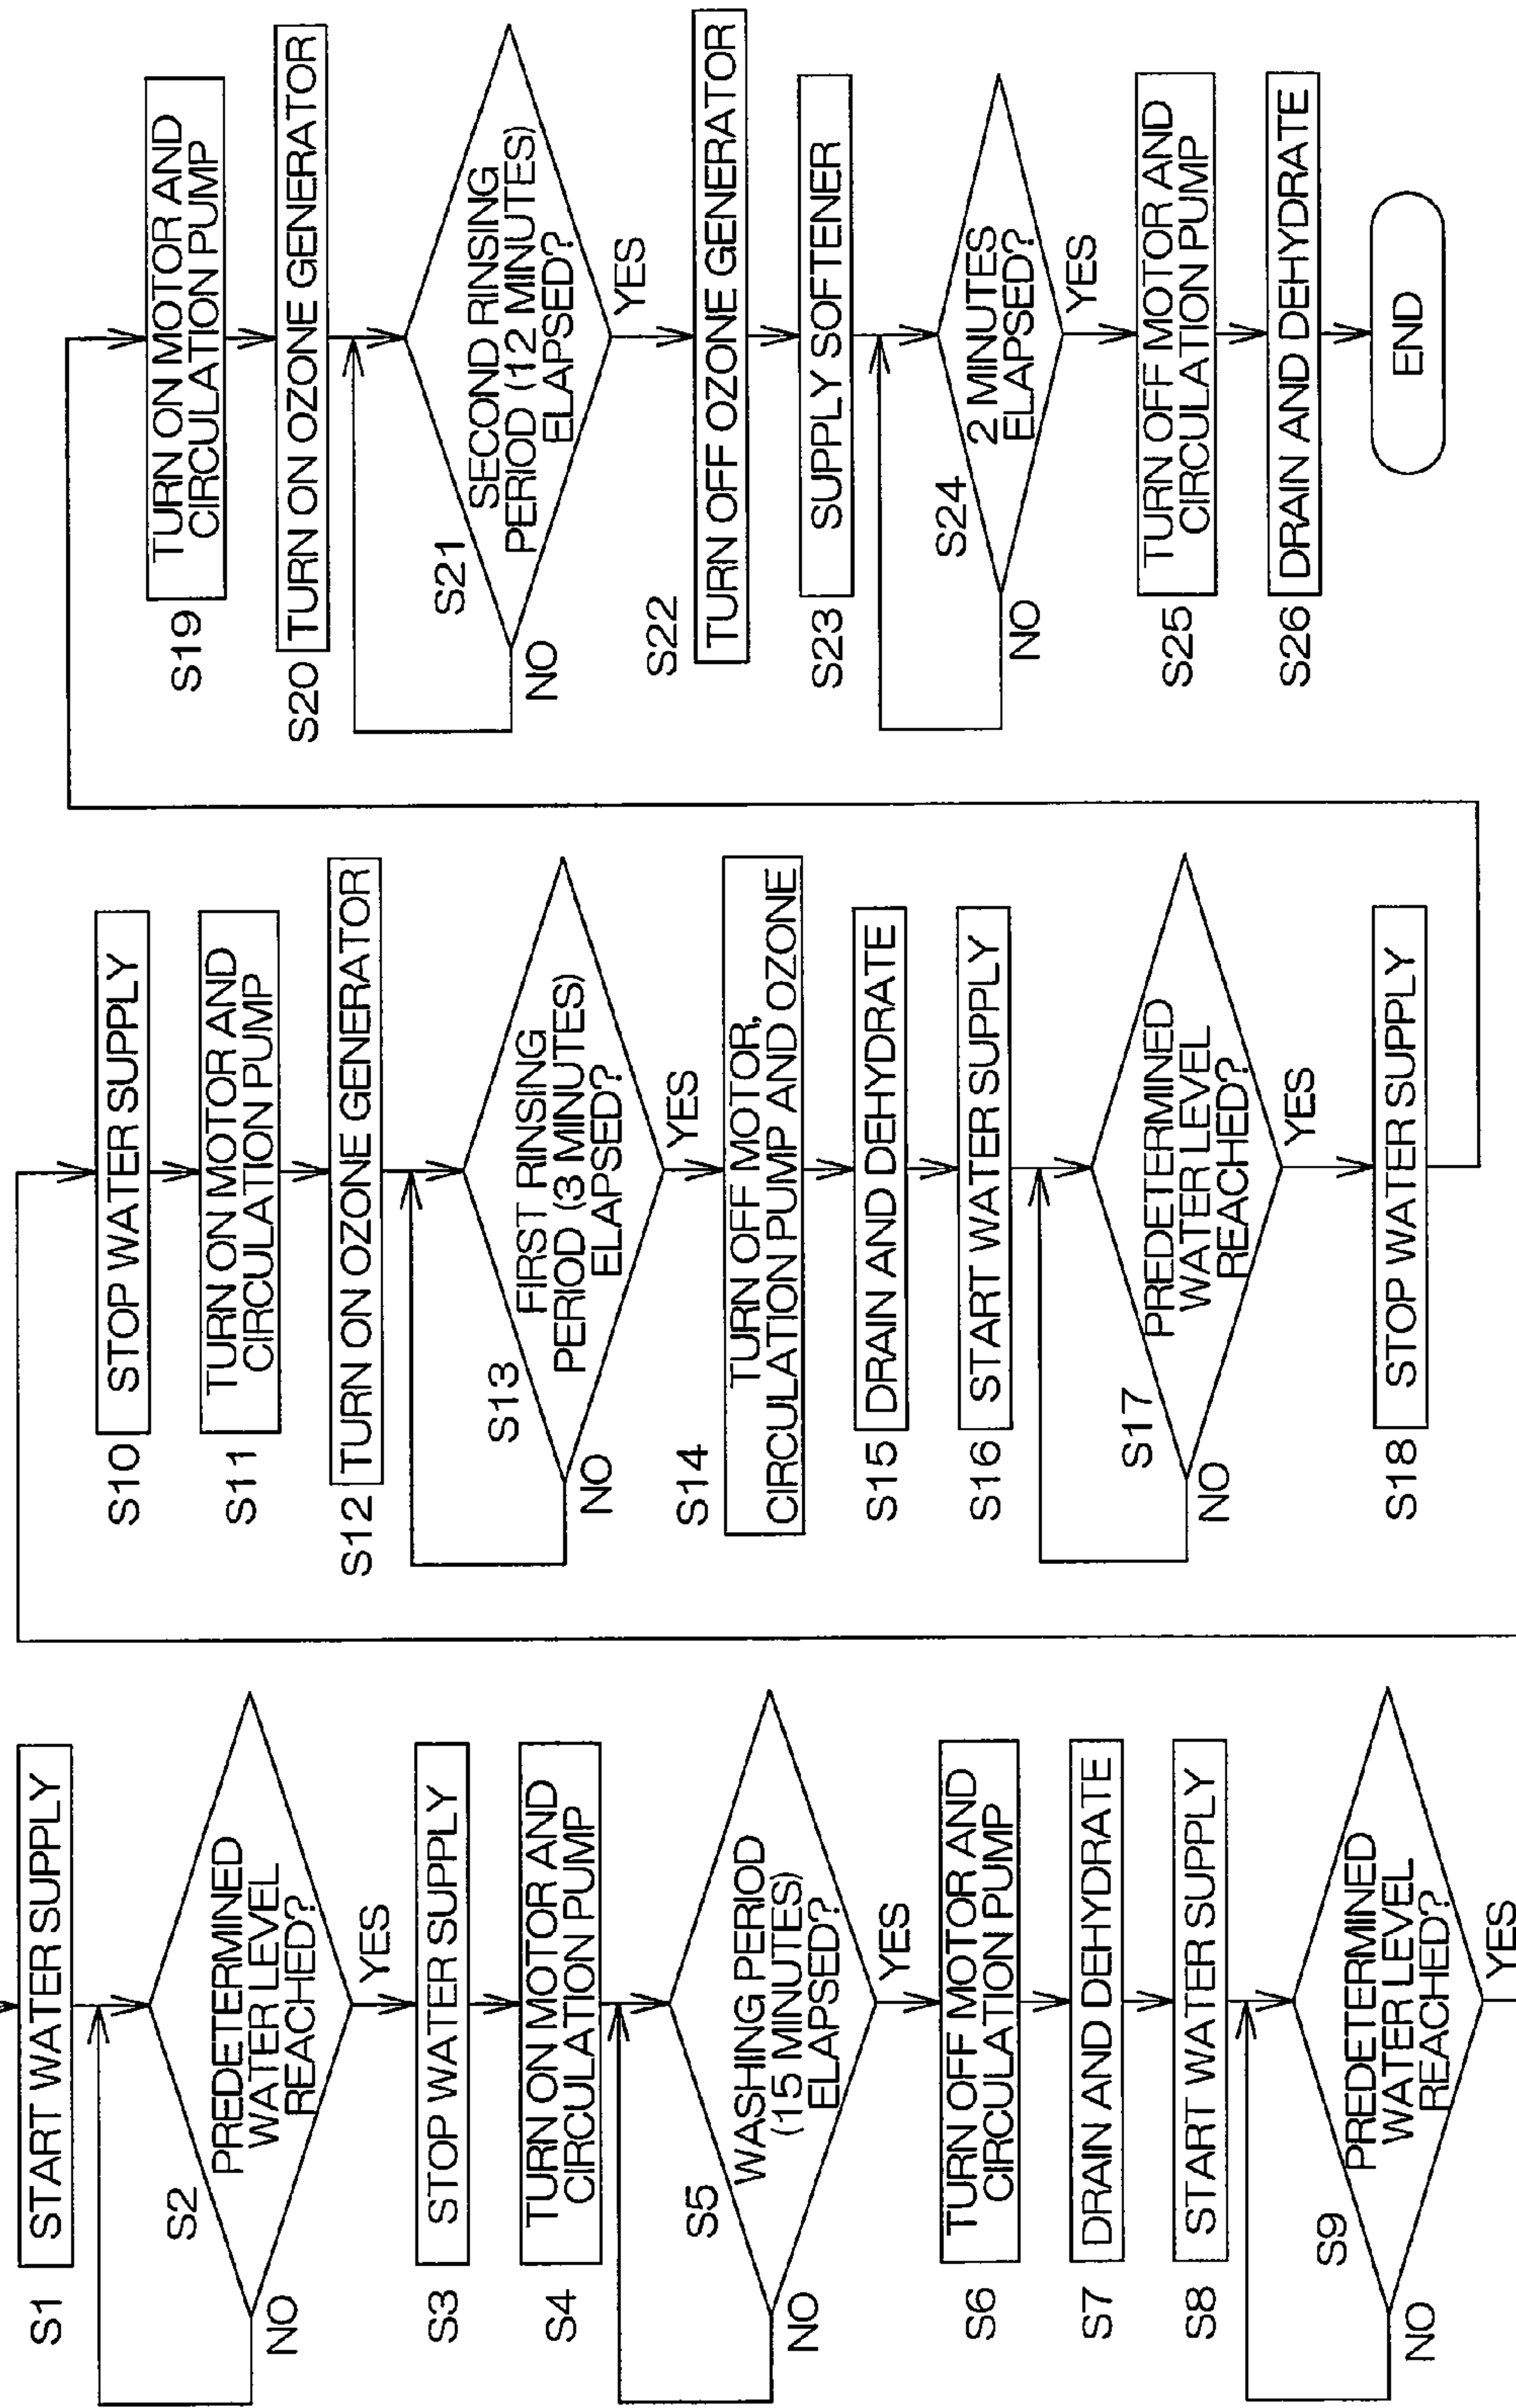 S1
START WATER SUPPLY
S2
PREDETERMINED
WATER LEVEL
REACHED?
NO
YES
S3
STOP WATER SUPPLY
S4
TURN ON MOTOR AND
CIRCULATION PUMP
S5
WASHING PERIOD
(15 MINUTES)
ELAPSED?
NO
YES
S6
TURN OFF MOTOR AND
CIRCULATION PUMP
S7
DRAIN AND DEHYDRATE
S8
START WATER SUPPLY
S9
PREDETERMINED
WATER LEVEL
REACHED?
NO
YES
S10
STOP WATER SUPPLY
S11
TURN ON MOTOR AND
CIRCULATION PUMP
S12
TURN ON OZONE GENERATOR
S13
FIRST RINSING
PERIOD (3 MINUTES)
ELAPSED?
NO
YES
S14
TURN OFF MOTOR,
CIRCULATION PUMP AND OZONE
S15
DRAIN AND DEHYDRATE
S16
START WATER SUPPLY
S17
PREDETERMINED
WATER LEVEL
REACHED?
NO
YES
S18
STOP WATER SUPPLY
S19
TURN ON MOTOR AND
CIRCULATION PUMP
S20
TURN ON OZONE GENERATOR
S21
SECOND RINSING
PERIOD (12 MINUTES)
ELAPSED?
NO
YES
S22
TURN OFF OZONE GENERATOR
S23
SUPPLY SOFTENER
S24
2 MINUTES
ELAPSED?
NO
YES
S25
TURN OFF MOTOR AND
CIRCULATION PUMP
S26
DRAIN AND DEHYDRATE
END